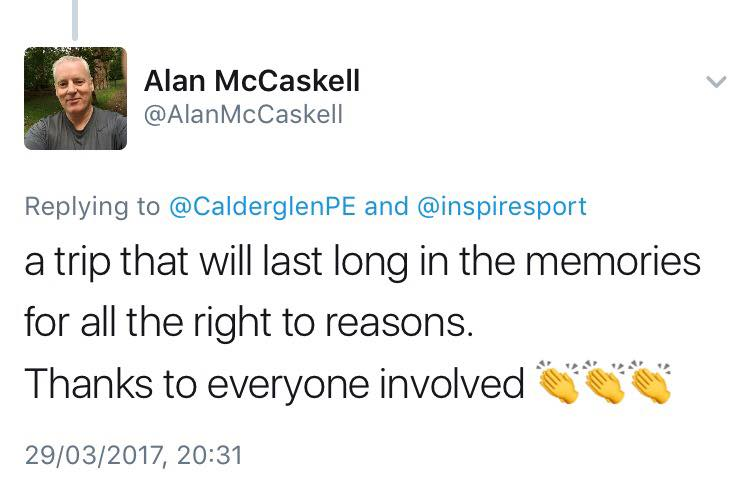 Alan McCaskell
@AlanMcCaskell
Replying to @CalderglenPE and @inspiresport
a trip that will last long in the memories
for all the right to reasons.
Thanks to everyone involved 👏👏👏
29/03/2017, 20:31